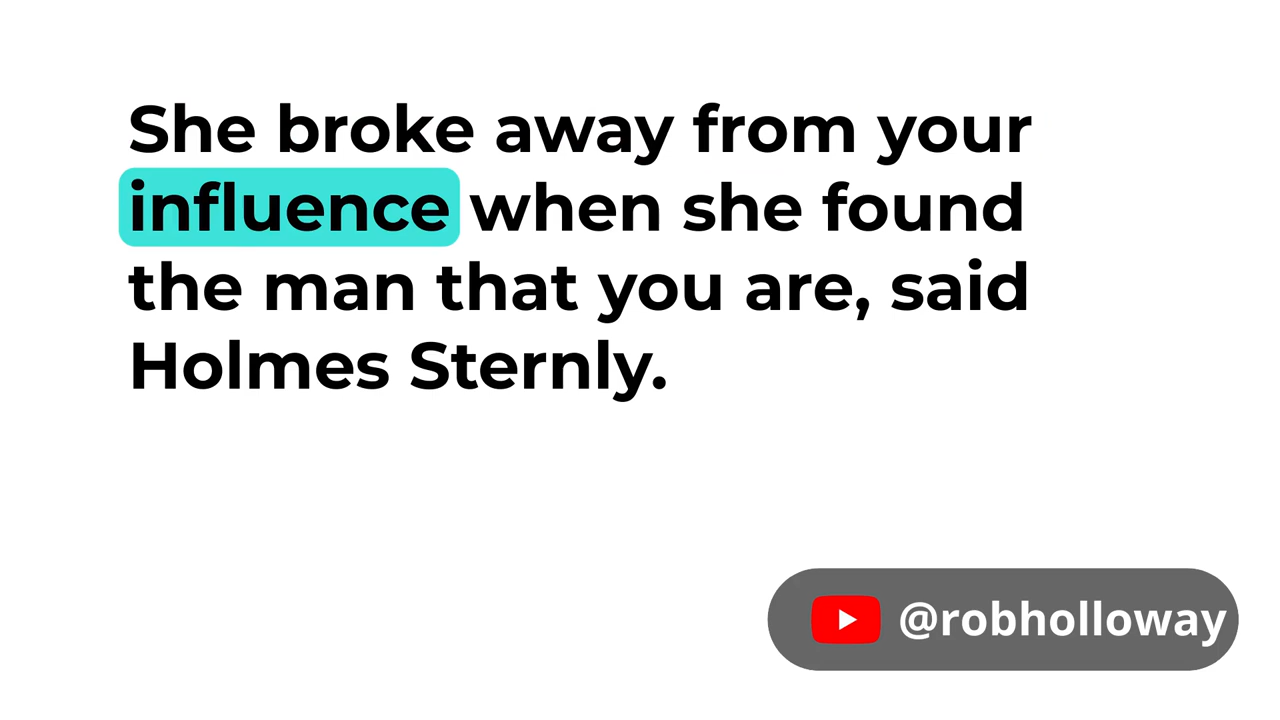 She broke away from your
influence when she found
the man that you are, said
Holmes Sternly.
@robholloway